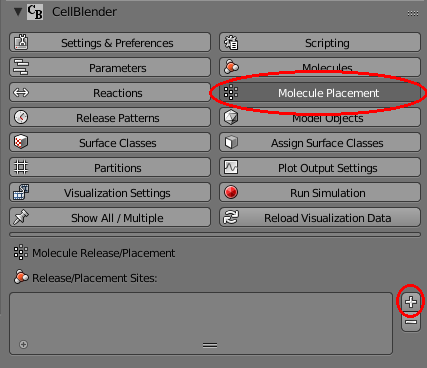 CB CellBlender
Settings & Preferences Scripting
Parameters Molecules
Reactions Molecule Placement
Release Patterns Model Objects
Surface Classes Assign Surface Classes
Partitions Plot Output Settings
Visualization Settings Run Simulation
Show All / Multiple Reload Visualization Data
Molecule Release/Placement
Release/Placement Sites: